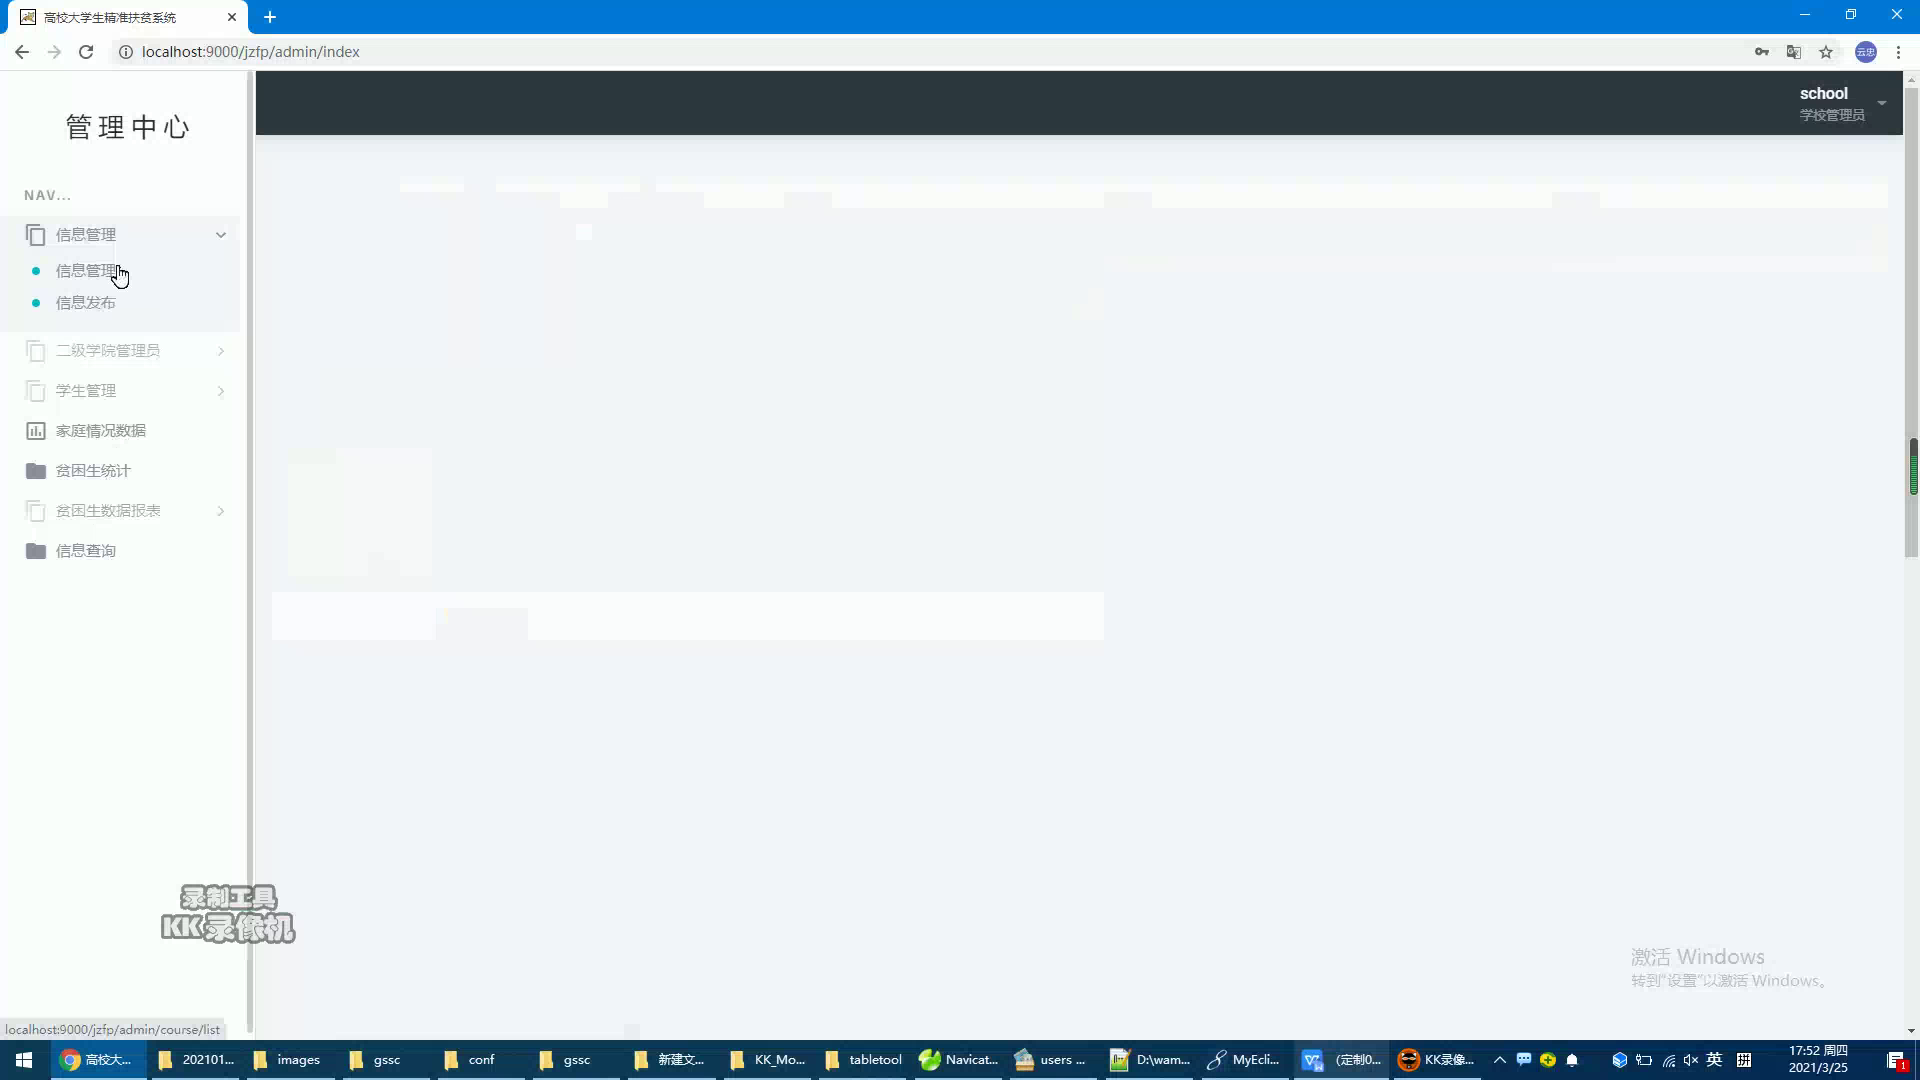 高校大学生精准扶贫系统
localhost:9000/jzfp/admin/index
云忠
管理中心
school
学校管理员
NAV...
信息管理
信息管理
信息发布
二级学院管理员
学生管理
家庭情况数据
贫困生统计
贫困生数据报表
信息查询
录制工具
KK录像机
激活 Windows
转到"设置"以激活 Windows。
localhost:9000/jzfp/admin/course/list
高校大...
202101...
images
gssc
conf
gssc
新建文...
KK_Mo...
tabletool
Navicat...
users ...
D:\wam...
MyEcli...
(定制0...
KK录像...
英
拼
17:52 周四
2021/3/25
1